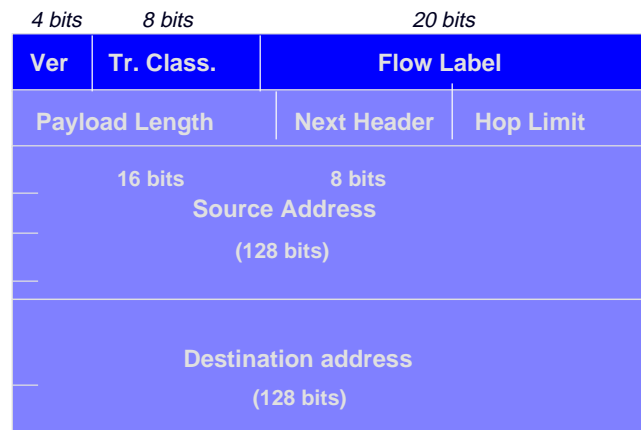 4 bits 8 bits 20 bits
Ver Tr. Class. Flow Label
Payload Length Next Header Hop Limit
16 bits 8 bits
Source Address
(128 bits)
Destination address
(128 bits)